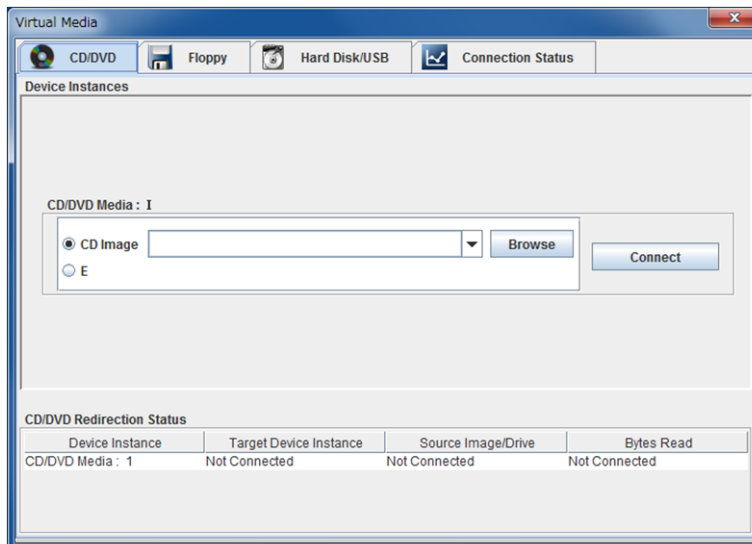 Virtual Media
CD/DVD Floppy Hard Disk/USB Connection Status
Device Instances
CD/DVD Media : I
CD Image Browse
Connect
E
CD/DVD Redirection Status
Device Instance Target Device Instance Source Image/Drive Bytes Read
CD/DVD Media : 1 Not Connected Not Connected Not Connected